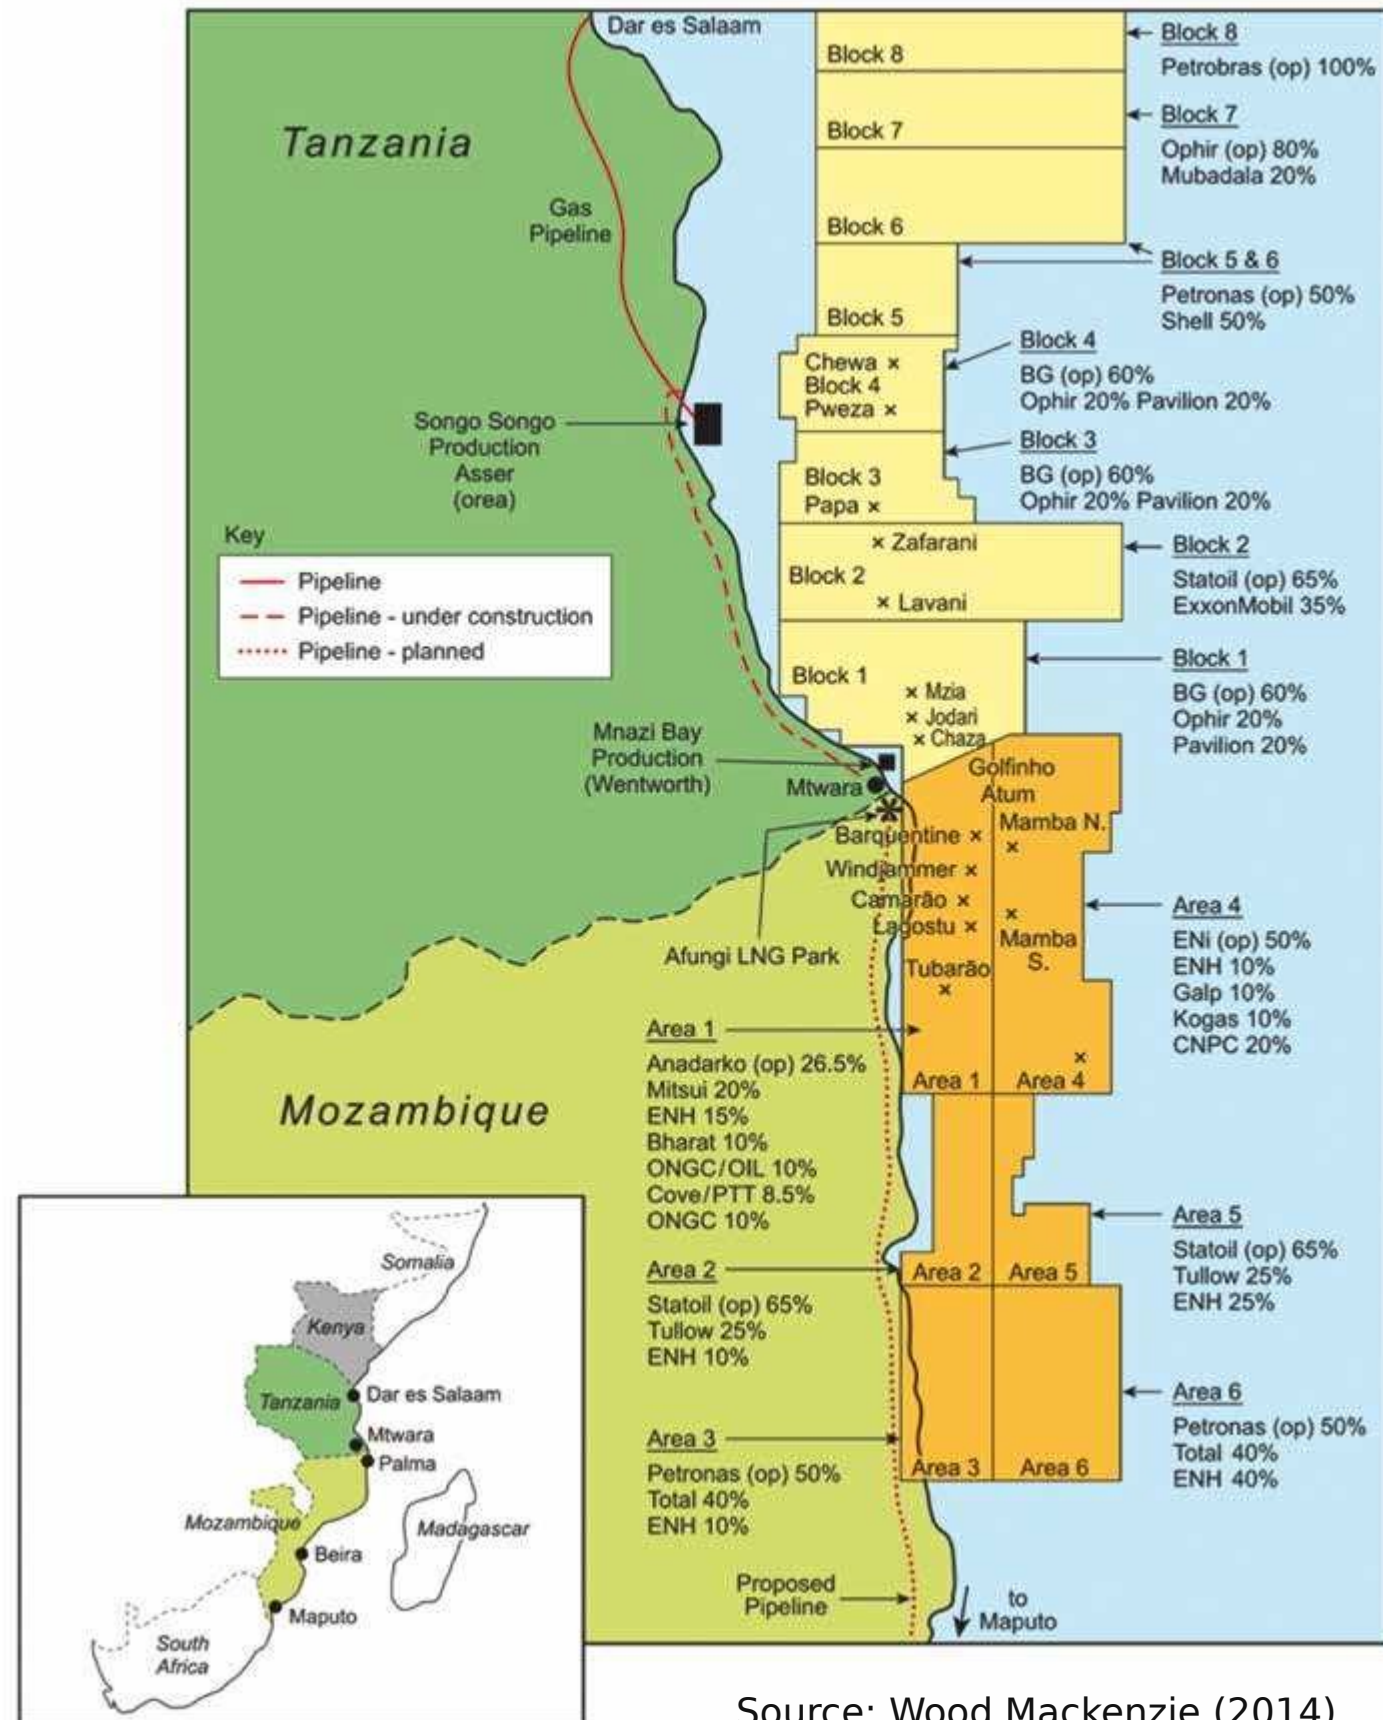 Dar es Salaam
Tanzania
Gas
Pipeline
Songo Songo
Production
Asser
(orea)
Key
Pipeline
Pipeline - under construction
Pipeline - planned
Mnazi Bay
Production
(Wentworth)
Mtwara
Afungi LNG Park
Mozambique
Block 8
Block 7
Block 6
Block 5
Chewa
Block 4
Pweza
Block 3
Papa
Zafarani
Block 2
Lavani
Block 1
Mzia
Jodari
Chaza
Golfinho
Atum
Mamba N.
Barquentine
Windjammer
Camarão
Lagostu
Mamba
S.
Tubarão
Area 1
Area 4
Area 2
Area 5
Area 3
Area 6
Block 8
Petrobras (op) 100%
Block 7
Ophir (op) 80%
Mubadala 20%
Block 5 & 6
Petronas (op) 50%
Shell 50%
Block 4
BG (op) 60%
Ophir 20% Pavilion 20%
Block 3
BG (op) 60%
Ophir 20% Pavilion 20%
Block 2
Statoil (op) 65%
ExxonMobil 35%
Block 1
BG (op) 60%
Ophir 20%
Pavilion 20%
Area 4
ENi (op) 50%
ENH 10%
Galp 10%
Kogas 10%
CNPC 20%
Area 1
Anadarko (op) 26.5%
Mitsui 20%
ENH 15%
Bharat 10%
ONGC/OIL 10%
Cove/PTT 8.5%
ONGC 10%
Area 2
Statoil (op) 65%
Tullow 25%
ENH 10%
Area 5
Statoil (op) 65%
Tullow 25%
ENH 25%
Area 3
Petronas (op) 50%
Total 40%
ENH 10%
Area 6
Petronas (op) 50%
Total 40%
ENH 40%
Proposed
Pipeline
to
Maputo
Somalia
Kenya
Tanzania
Dar es Salaam
Mtwara
Palma
Mozambique
Madagascar
Beira
Maputo
South
Africa
Source: Wood Mackenzie (2014)